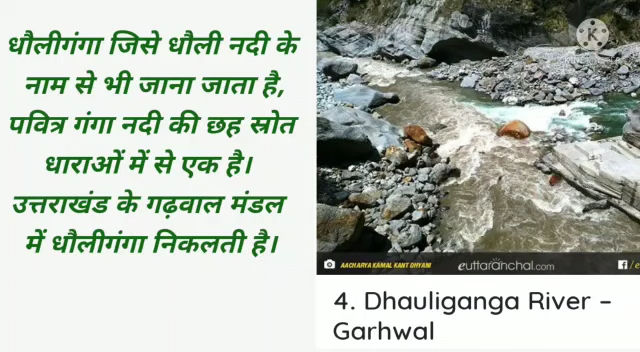 धौलीगंगा जिसे धौली नदी के
नाम से भी जाना जाता है,
पवित्र गंगा नदी की छह स्रोत
धाराओं में से एक है।
उत्तराखंड के गढ़वाल मंडल
में धौलीगंगा निकलती है।
K
AACHARYA KAMAL KANT DHYANI
euttaranchal.com
f/e
4. Dhauliganga River –
Garhwal